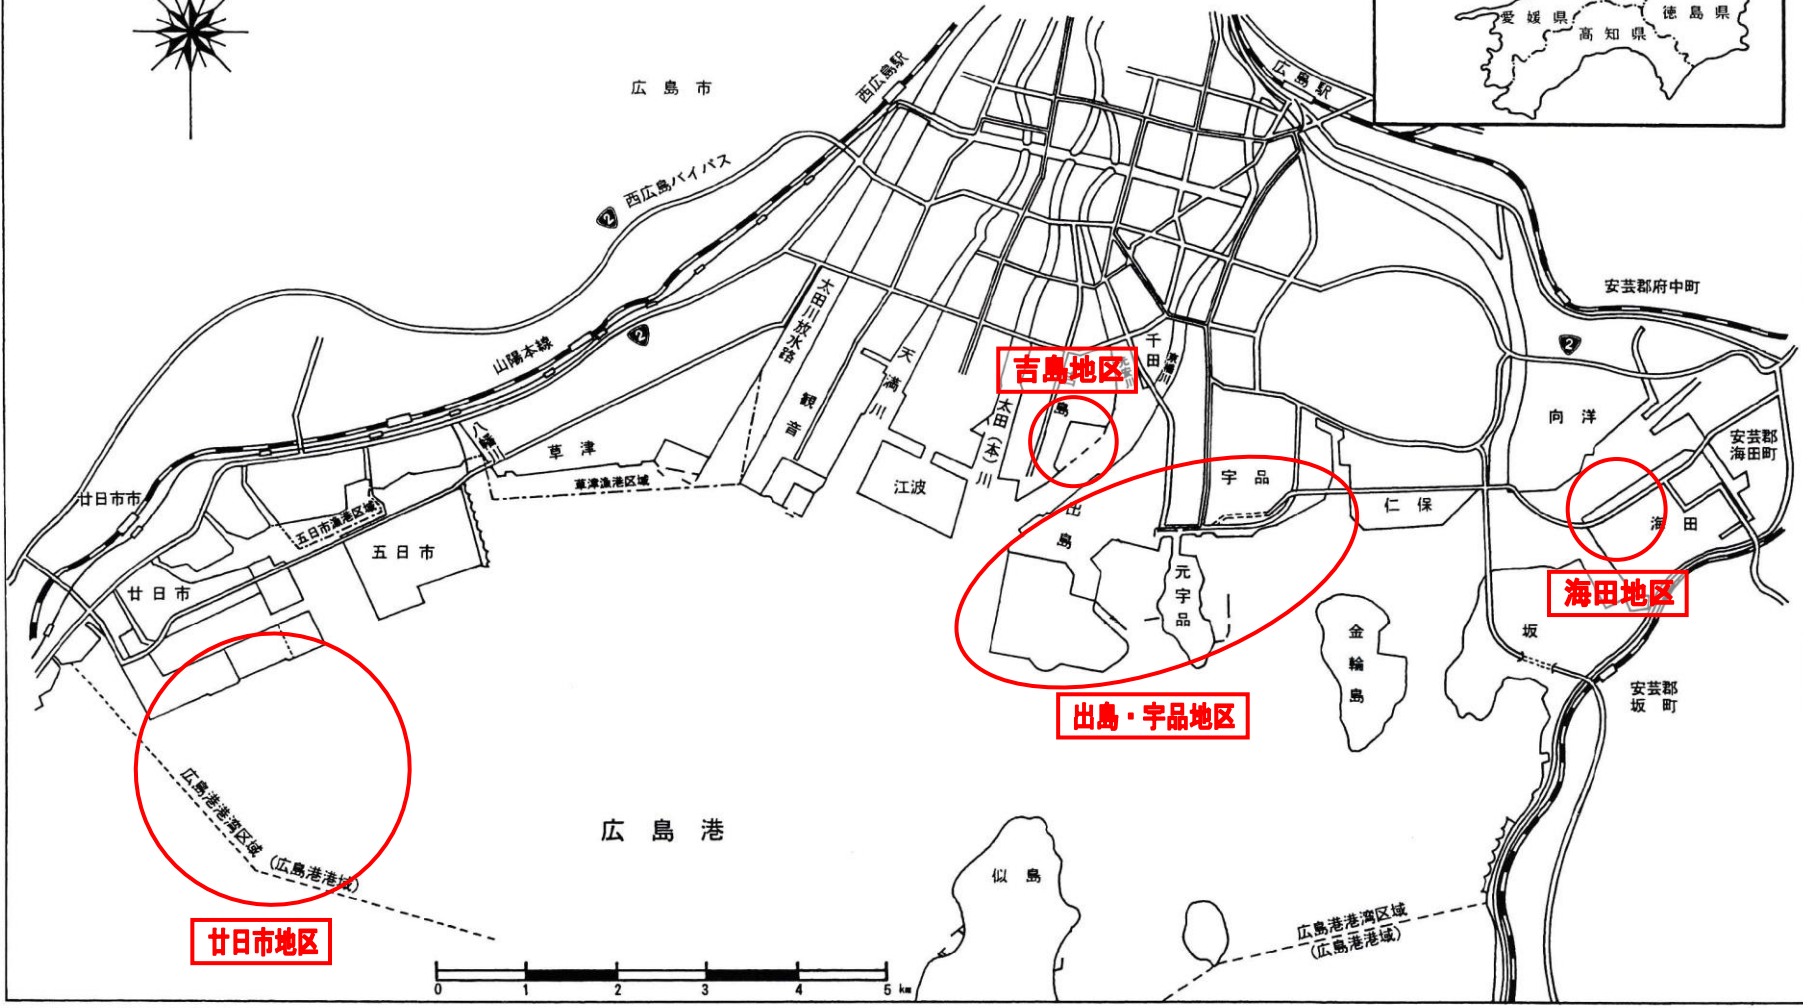 愛媛県
徳島県
高知県
広島市
西広島駅
広島駅
西広島バイパス
2
安芸郡府中町
太田川放水路
山陽本線
2
2
千田
京橋川
天満川
吉島地区
島
観音
太田(本)川
向洋
安芸郡
海田町
八幡川
草津
草津漁港区域
江波
宇品
仁保
廿日市市
五日市漁港区域
五日市
出島
海田
廿日市
元宇品
海田地区
金輪島
坂
安芸郡
坂町
出島・宇品地区
広島港港湾区域
(広島港港域)
広島港
似島
広島港港湾区域
(広島港港域)
廿日市地区
0 1 2 3 4 5 km